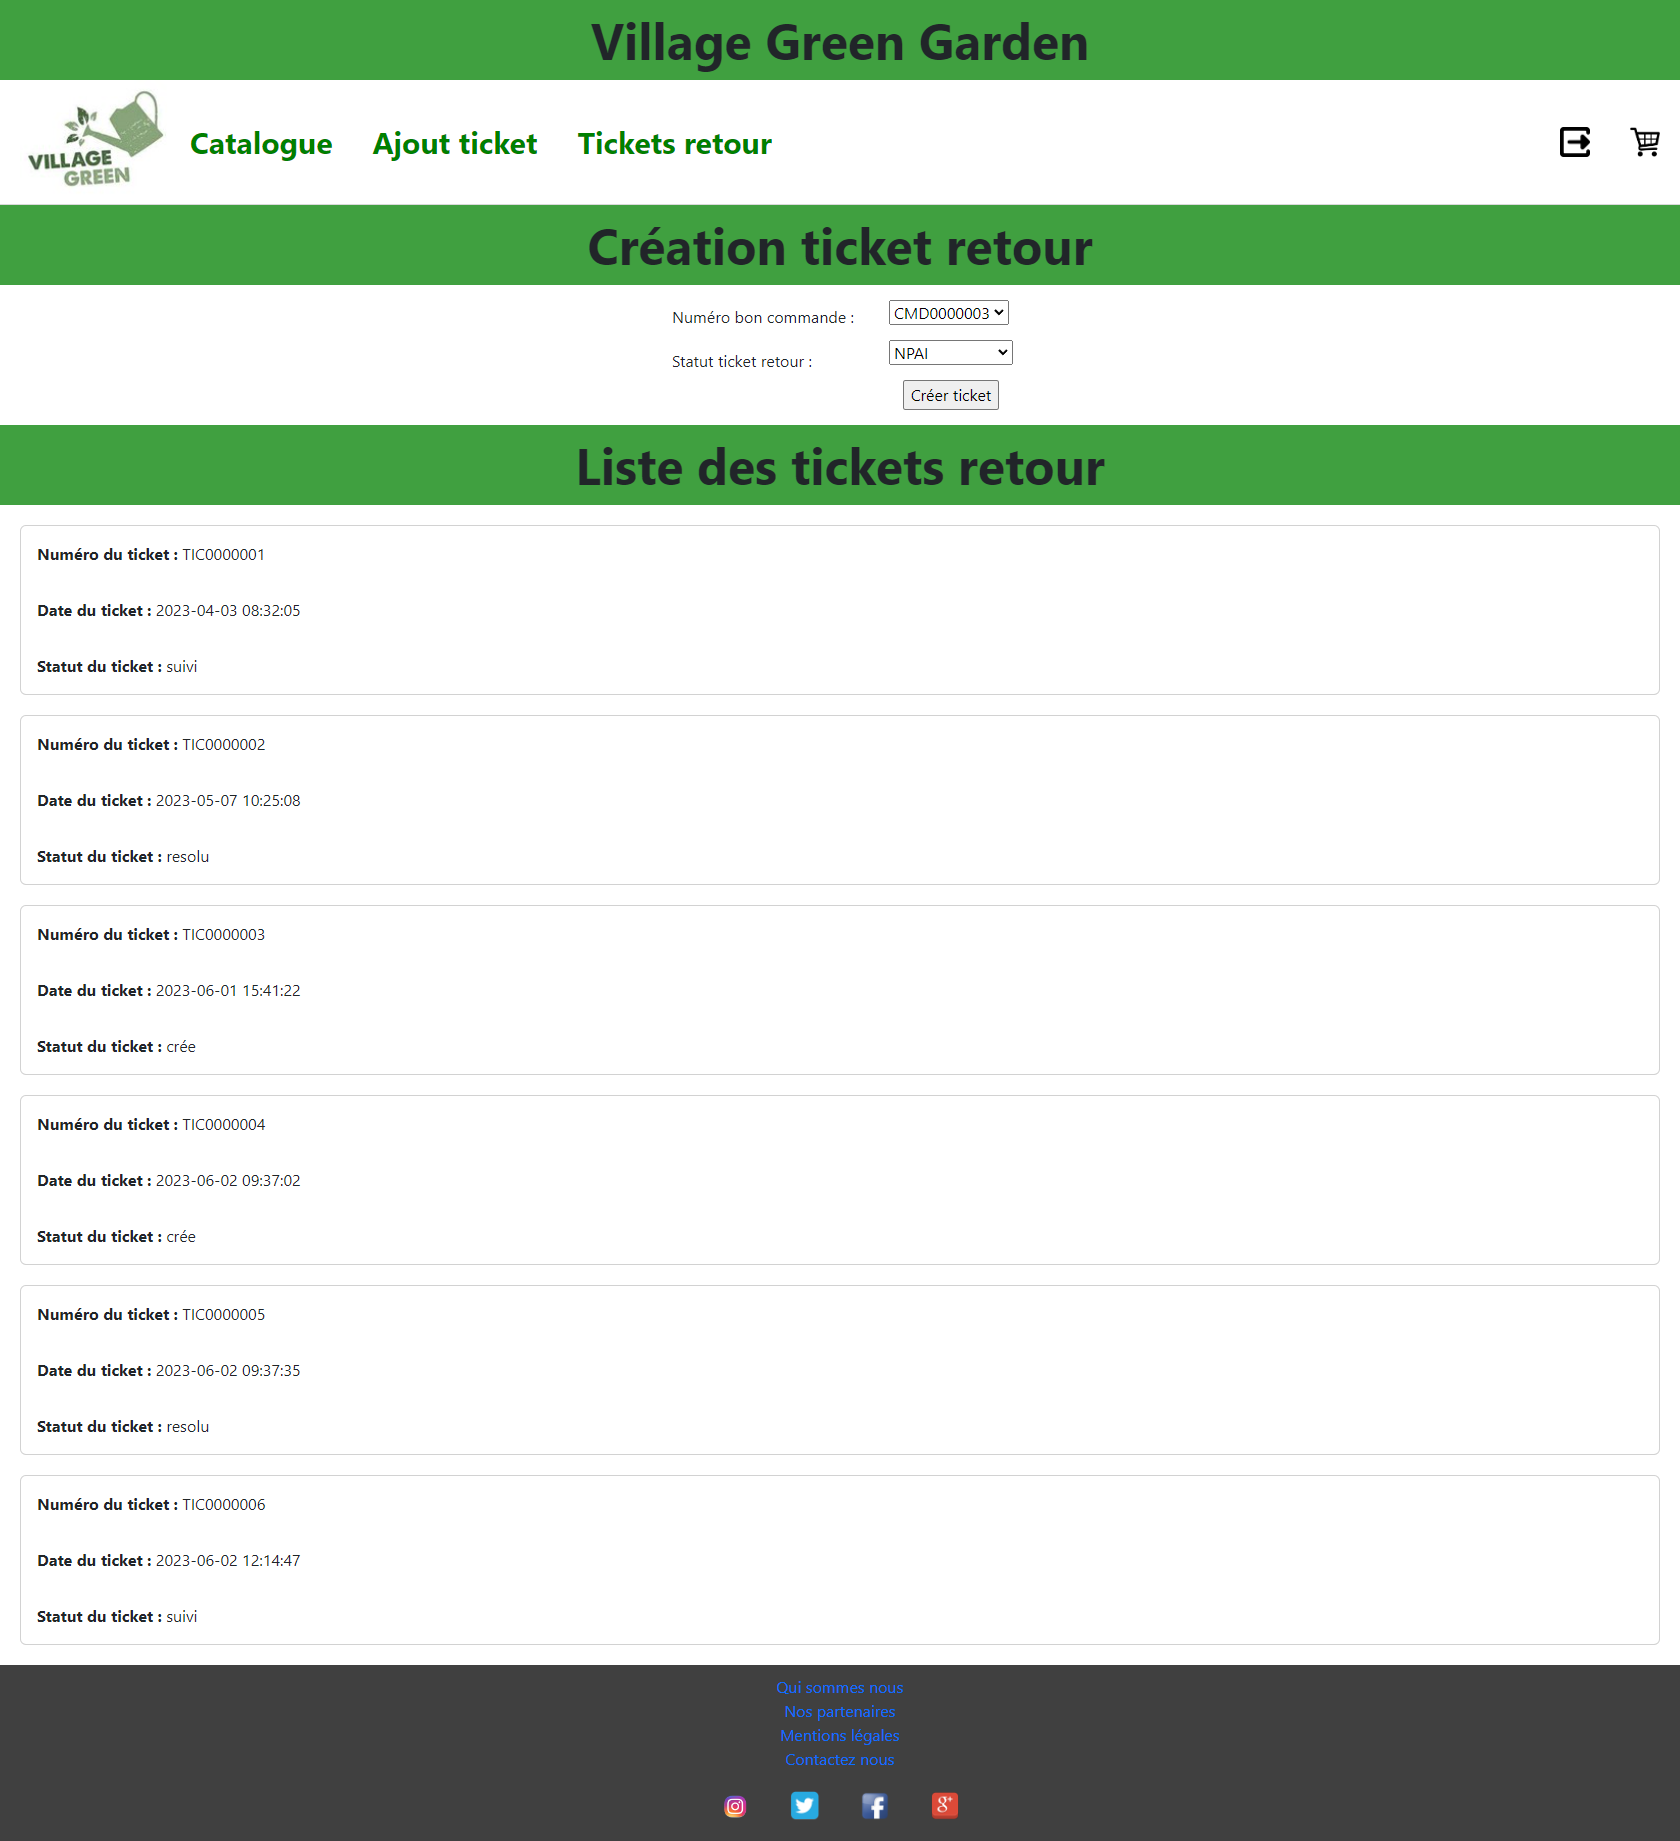 Village Green Garden
VILLAGE
GREEN
Catalogue Ajout ticket Tickets retour
Création ticket retour
Numéro bon commande : CMD0000003
Statut ticket retour : NPAI
Créer ticket
Liste des tickets retour
Numéro du ticket : TIC0000001
Date du ticket : 2023-04-03 08:32:05
Statut du ticket : suivi
Numéro du ticket : TIC0000002
Date du ticket : 2023-05-07 10:25:08
Statut du ticket : resolu
Numéro du ticket : TIC0000003
Date du ticket : 2023-06-01 15:41:22
Statut du ticket : crée
Numéro du ticket : TIC0000004
Date du ticket : 2023-06-02 09:37:02
Statut du ticket : crée
Numéro du ticket : TIC0000005
Date du ticket : 2023-06-02 09:37:35
Statut du ticket : resolu
Numéro du ticket : TIC0000006
Date du ticket : 2023-06-02 12:14:47
Statut du ticket : suivi
Qui sommes nous
Nos partenaires
Mentions légales
Contactez nous